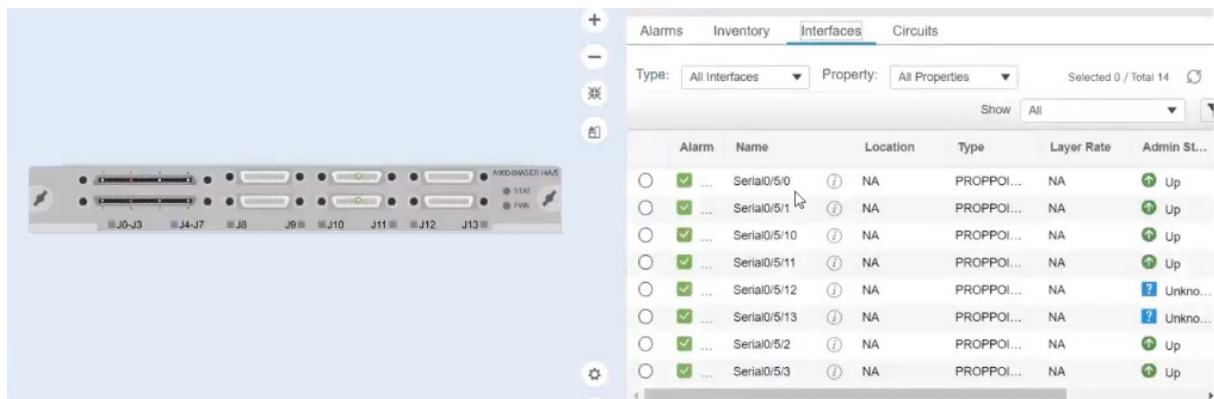 Alarms Inventory Interfaces Circuits
Type: All Interfaces Property: All Properties Selected 0 / Total 14
Show All
Alarm Name Location Type Layer Rate Admin St...
... Serial0/5/0 NA PROPPOI... NA Up
... Serial0/5/1 NA PROPPOI... NA Up
... Serial0/5/10 NA PROPPOI... NA Up
... Serial0/5/11 NA PROPPOI... NA Up
... Serial0/5/12 NA PROPPOI... NA Unkno...
... Serial0/5/13 NA PROPPOI... NA Unkno...
... Serial0/5/2 NA PROPPOI... NA Up
... Serial0/5/3 NA PROPPOI... NA Up
STAT
PWR
J0-J3 J4-J7 J8 J9 J10 J11 J12 J13